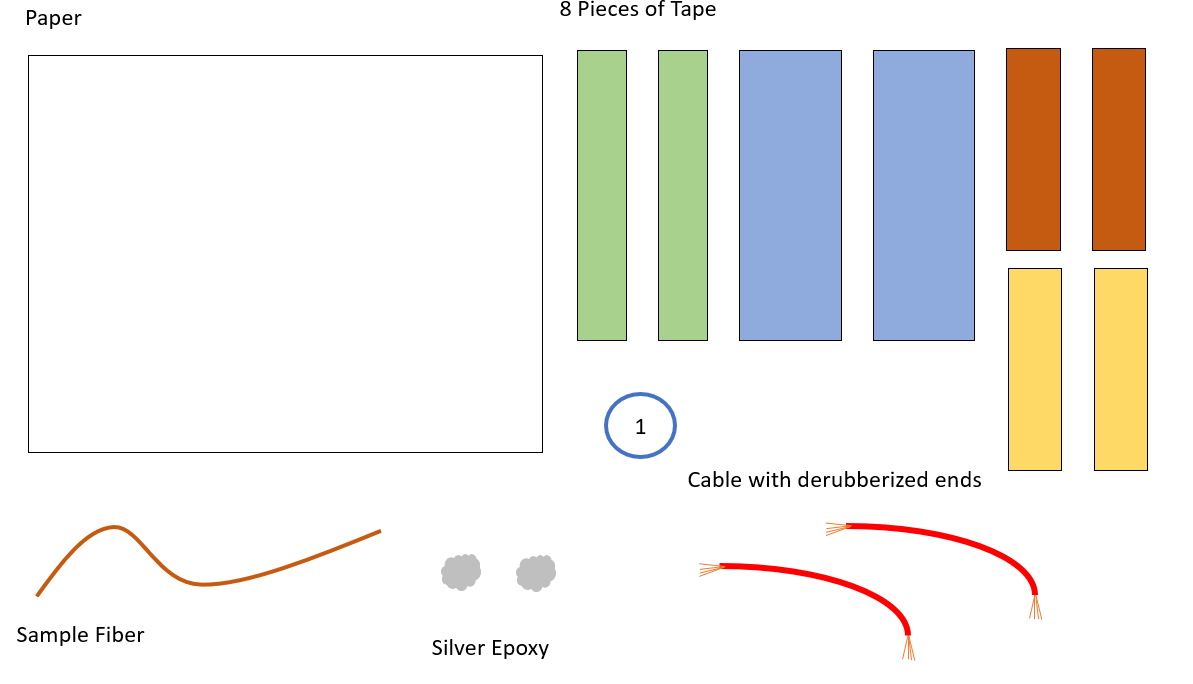 Paper
8 Pieces of Tape
1
Cable with derubberized ends
Sample Fiber
Silver Epoxy